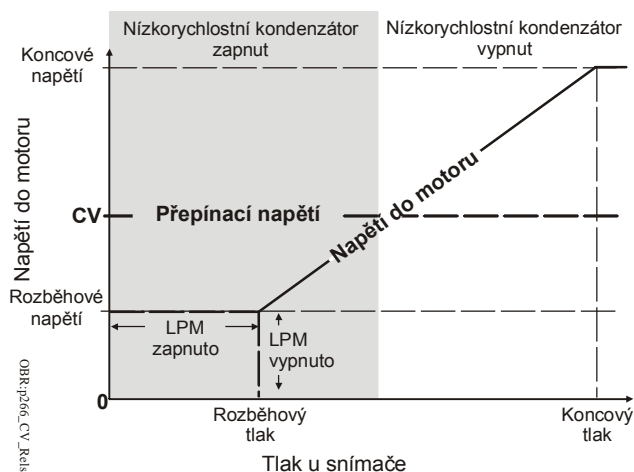 Nízkorychlostní kondenzátor
zapnut
Nízkorychlostní kondenzátor
vypnut
Koncové
napětí
Napětí do motoru
CV
Přepínací napětí
Napětí do motoru
Rozběhové
napětí
LPM
zapnuto
LPM
vypnuto
0
Rozběhový
tlak
Koncový
tlak
Tlak u snímače
OBR:p266_CV_Rels